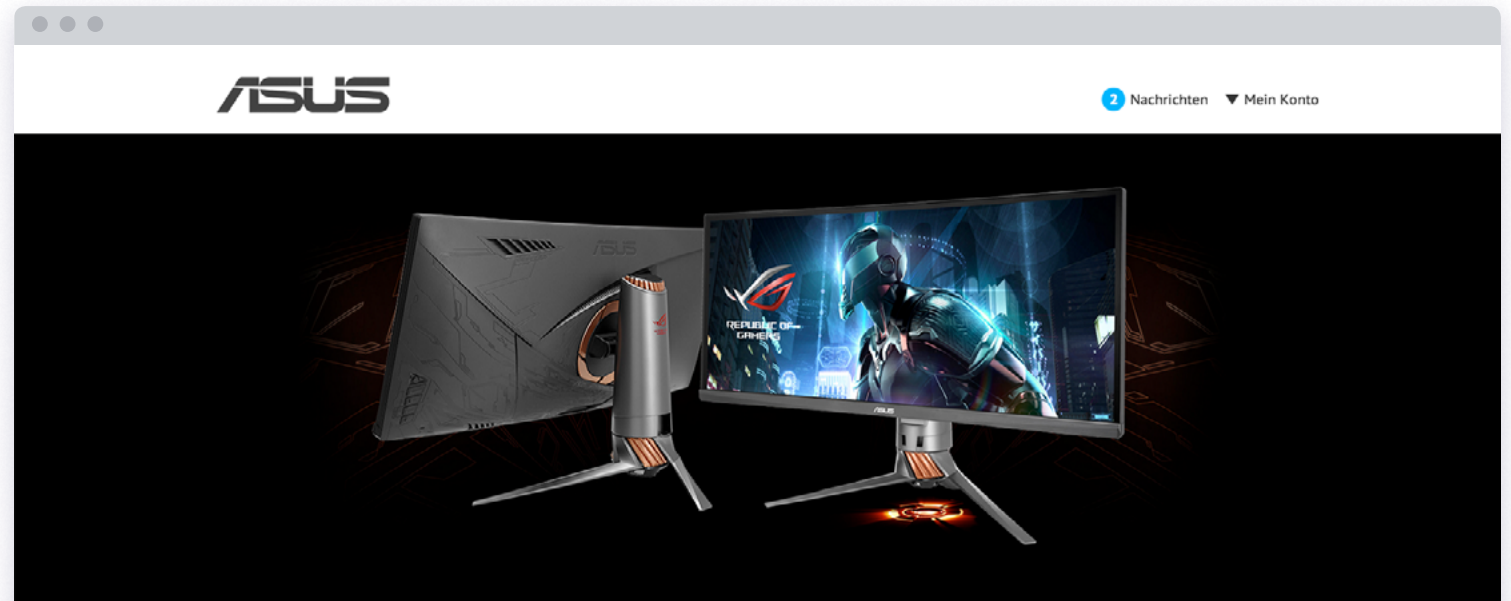 ASUS
2 Nachrichten ▼ Mein Konto
ASUS
REPUBLIC OF
GAMERS
ASUS